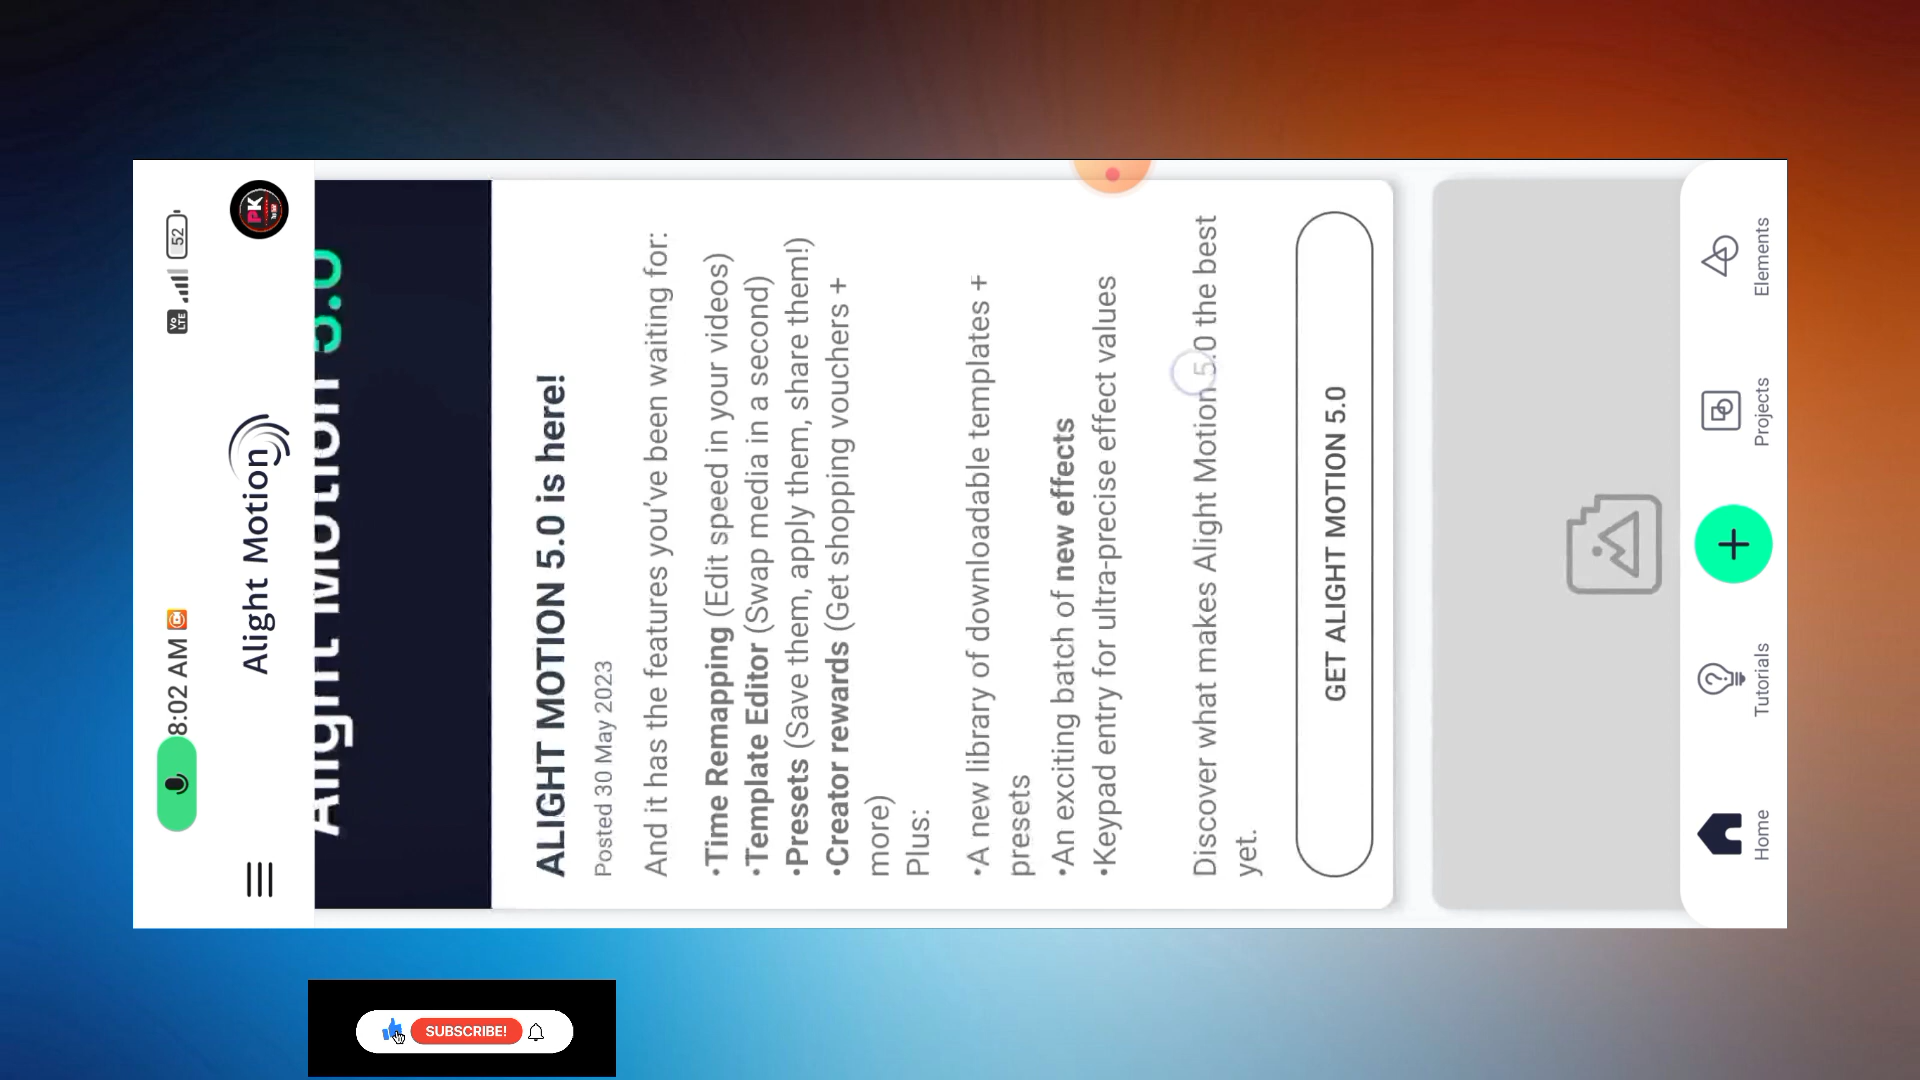 8:02 AM
Vo LTE
52
Alight Motion
PK
Alight Motion 5.0
ALIGHT MOTION 5.0 is here!
Posted 30 May 2023
And it has the features you've been waiting for:
•Time Remapping (Edit speed in your videos)
•Template Editor (Swap media in a second)
•Presets (Save them, apply them, share them!)
•Creator rewards (Get shopping vouchers +
more)
Plus:
•A new library of downloadable templates +
presets
•An exciting batch of new effects
•Keypad entry for ultra-precise effect values
Discover what makes Alight Motion 5.0 the best
yet.
GET ALIGHT MOTION 5.0
Home
Tutorials
Projects
Elements
SUBSCRIBE!